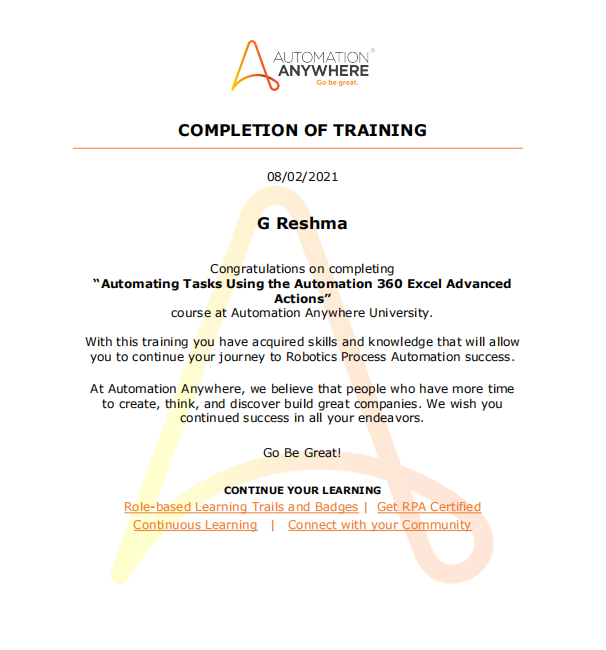 AUTOMATION®
ANYWHERE
Go be great.
COMPLETION OF TRAINING
08/02/2021
G Reshma
Congratulations on completing
“Automating Tasks Using the Automation 360 Excel Advanced
Actions”
course at Automation Anywhere University.
With this training you have acquired skills and knowledge that will allow
you to continue your journey to Robotics Process Automation success.
At Automation Anywhere, we believe that people who have more time
to create, think, and discover build great companies. We wish you
continued success in all your endeavors.
Go Be Great!
CONTINUE YOUR LEARNING
Role-based Learning Trails and Badges | Get RPA Certified
Continuous Learning | Connect with your Community